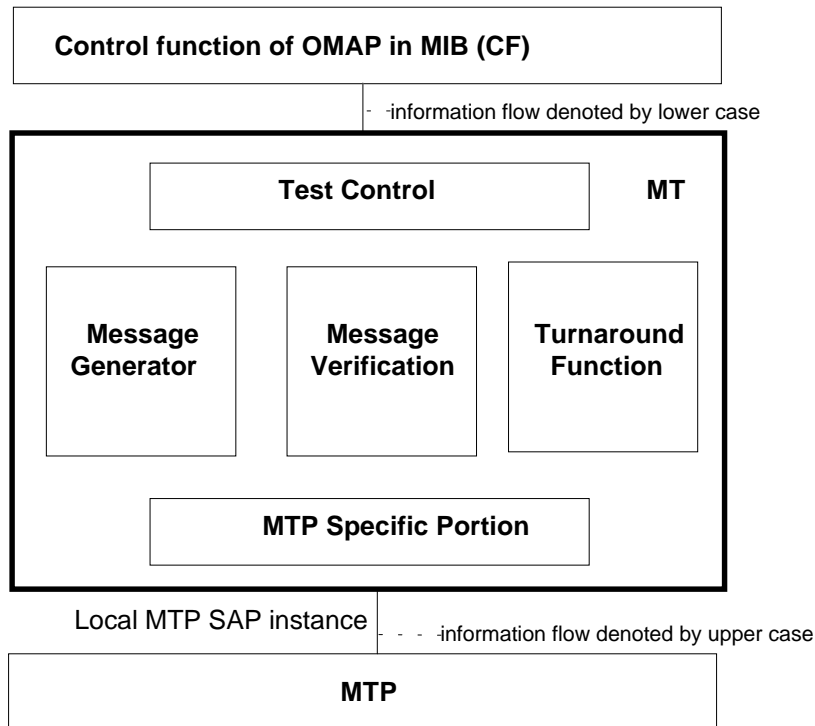 Control function of OMAP in MIB (CF)
information flow denoted by lower case
Test Control
MT
Message
Generator
Message
Verification
Turnaround
Function
MTP Specific Portion
Local MTP SAP instance
information flow denoted by upper case
MTP